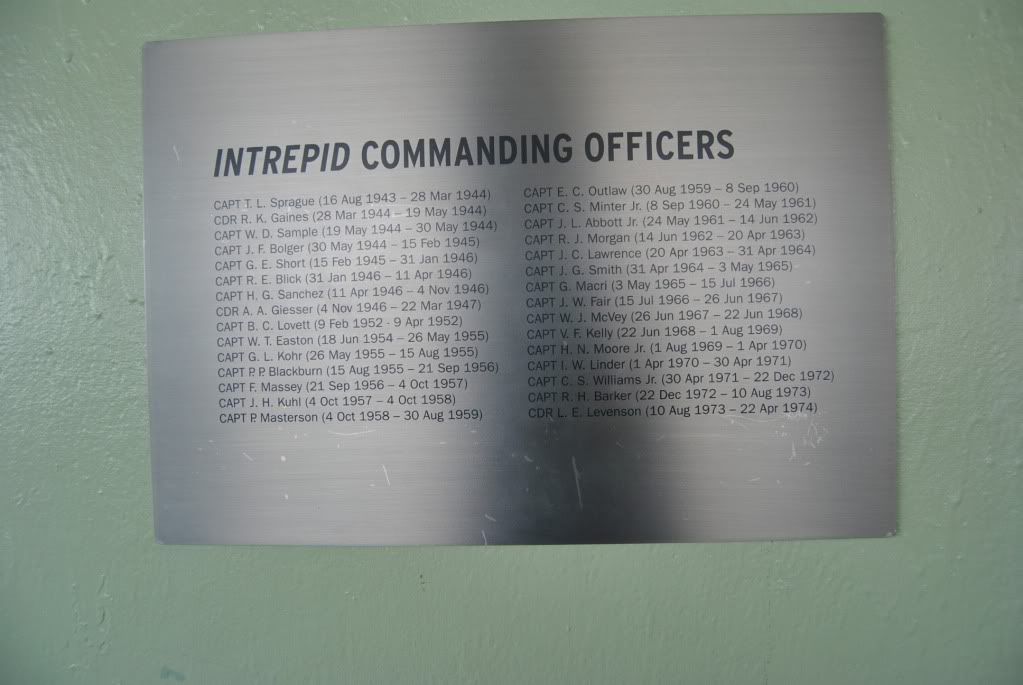 INTREPID COMMANDING OFFICERS
CAPT T. L. Sprague (16 Aug 1943 – 28 Mar 1944)
CDR R. K. Gaines (28 Mar 1944 – 19 May 1944)
CAPT W. D. Sample (19 May 1944 – 30 May 1944)
CAPT J. F. Bolger (30 May 1944 – 15 Feb 1945)
CAPT G. E. Short (15 Feb 1945 – 31 Jan 1946)
CAPT R. E. Blick (31 Jan 1946 – 11 Apr 1946)
CAPT H. G. Sanchez (11 Apr 1946 – 4 Nov 1946)
CDR A. A. Giesser (4 Nov 1946 – 22 Mar 1947)
CAPT B. C. Lovett (9 Feb 1952 - 9 Apr 1952)
CAPT W. T. Easton (18 Jun 1954 – 26 May 1955)
CAPT G. L. Kohr (26 May 1955 – 15 Aug 1955)
CAPT P. P. Blackburn (15 Aug 1955 – 21 Sep 1956)
CAPT F. Massey (21 Sep 1956 – 4 Oct 1957)
CAPT J. H. Kuhl (4 Oct 1957 – 4 Oct 1958)
CAPT P. Masterson (4 Oct 1958 – 30 Aug 1959)
CAPT E. C. Outlaw (30 Aug 1959 – 8 Sep 1960)
CAPT C. S. Minter Jr. (8 Sep 1960 – 24 May 1961)
CAPT J. L. Abbott Jr. (24 May 1961 – 14 Jun 1962)
CAPT R. J. Morgan (14 Jun 1962 – 20 Apr 1963)
CAPT J. C. Lawrence (20 Apr 1963 – 31 Apr 1964)
CAPT J. G. Smith (31 Apr 1964 – 3 May 1965)
CAPT G. Macri (3 May 1965 – 15 Jul 1966)
CAPT J. W. Fair (15 Jul 1966 – 26 Jun 1967)
CAPT W. J. McVey (26 Jun 1967 – 22 Jun 1968)
CAPT V. F. Kelly (22 Jun 1968 – 1 Aug 1969)
CAPT H. N. Moore Jr. (1 Aug 1969 – 1 Apr 1970)
CAPT I. W. Linder (1 Apr 1970 – 30 Apr 1971)
CAPT C. S. Williams Jr. (30 Apr 1971 – 22 Dec 1972)
CAPT R. H. Barker (22 Dec 1972 – 10 Aug 1973)
CDR L. E. Levenson (10 Aug 1973 – 22 Apr 1974)